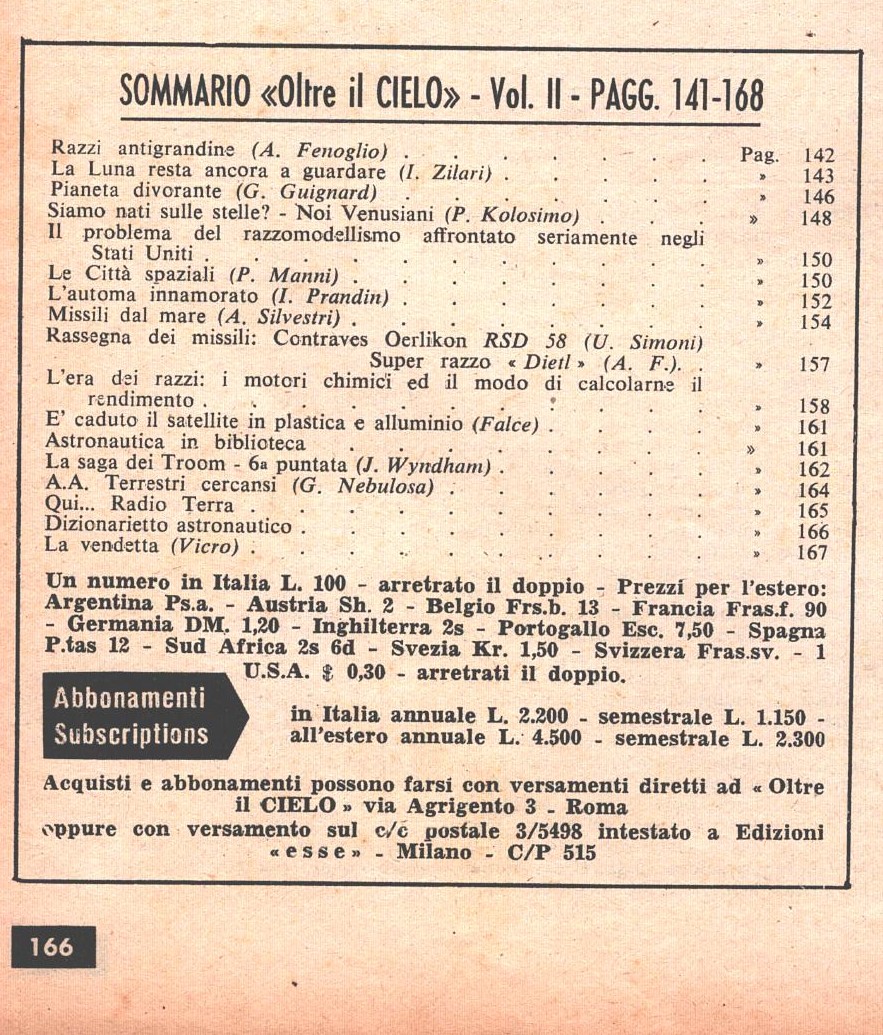 SOMMARIO «Oltre il CIELO» - Vol. II - PAGG. 141-168
Razzi antigrandine (A. Fenoglio) . . . . . . . Pag. 142
La Luna resta ancora a guardare (I. Zilari) . . . . . » 143
Pianeta divorante (G. Guignard) . . . . . . . » 146
Siamo nati sulle stelle? - Noi Venusiani (P. Kolosimo) . . . » 148
Il problema del razzomodellismo affrontato seriamente negli
Stati Uniti . . . . . . . . . . . » 150
Le Città spaziali (P. Manni) . . . . . . . . » 150
L'automa innamorato (I. Prandin) . . . . . . . » 152
Missili dal mare (A. Silvestri) . . . . . . . . » 154
Rassegna dei missili: Contraves Oerlikon RSD 58 (U. Simoni)
Super razzo «Dietl» (A. F.). . » 157
L'era dei razzi: i motori chimici ed il modo di calcolarne il
rendimento . . . . . . . . . . . » 158
E' caduto il satellite in plastica e alluminio (Falce) . . . . » 161
Astronautica in biblioteca . . . . . . . . » 161
La saga dei Troom - 6a puntata (J. Wyndham) . . . . . » 162
A.A. Terrestri cercansi (G. Nebulosa) . . . . . . » 164
Qui... Radio Terra . . . . . . . . . . » 165
Dizionarietto astronautico . . . . . . . . . » 166
La vendetta (Vicro) . . . . . . . . . . » 167
Un numero in Italia L. 100 - arretrato il doppio - Prezzi per l'estero:
Argentina Ps.a. - Austria Sh. 2 - Belgio Frs.b. 13 - Francia Fras.f. 90
- Germania DM. 1,20 - Inghilterra 2s - Portogallo Esc. 7,50 - Spagna
P.tas 12 - Sud Africa 2s 6d - Svezia Kr. 1,50 - Svizzera Fras.sv. - 1
U.S.A. $ 0,30 - arretrati il doppio.
Abbonamenti
Subscriptions
in Italia annuale L. 2.200 - semestrale L. 1.150 -
all'estero annuale L. 4.500 - semestrale L. 2.300
Acquisti e abbonamenti possono farsi con versamenti diretti ad «Oltre
il CIELO» via Agrigento 3 - Roma
oppure con versamento sul c/c postale 3/5498 intestato a Edizioni
«esse» - Milano - C/P 515
166